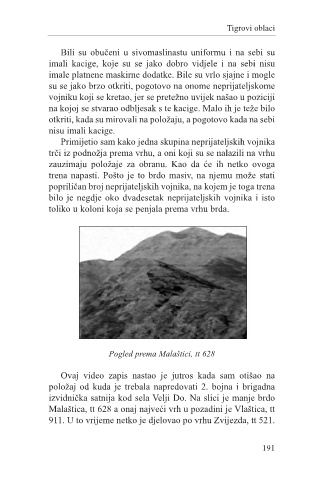 Tigrovi oblaci
Bili su obučeni u sivomaslinastu uniformu i na sebi su
imali kacige, koje su se jako dobro vidjele i na sebi nisu
imale platnene maskirne dodatke. Bile su vrlo sjajne i mogle
su se jako brzo otkriti, pogotovo na onome neprijateljskome
vojniku koji se kretao, jer se pretežno uvijek našao u poziciji
na kojoj se stvarao odbljesak s te kacige. Malo ih je teže bilo
otkriti, kada su mirovali na položaju, a pogotovo kada na sebi
nisu imali kacige.
Primijetio sam kako jedna skupina neprijateljskih vojnika
trči iz podnožja prema vrhu, a oni koji su se nalazili na vrhu
zauzimaju položaje za obranu. Kao da će ih netko ovoga
trena napasti. Pošto je to brdo masiv, na njemu može stati
popriličan broj neprijateljskih vojnika, na kojem je toga trena
bilo je negdje oko dvadesetak neprijateljskih vojnika i isto
toliko u koloni koja se penjala prema vrhu brda.
Pogled prema Malaštici, tt 628
Ovaj video zapis nastao je jutros kada sam otišao na
položaj od kuda je trebala napredovati 2. bojna i brigadna
izvidnička satnija kod sela Velji Do. Na slici je manje brdo
Malaštica, tt 628 a onaj najveći vrh u pozadini je Vlaštica, tt
911. U to vrijeme netko je djelovao po vrhu Zvijezda, tt 521.
191